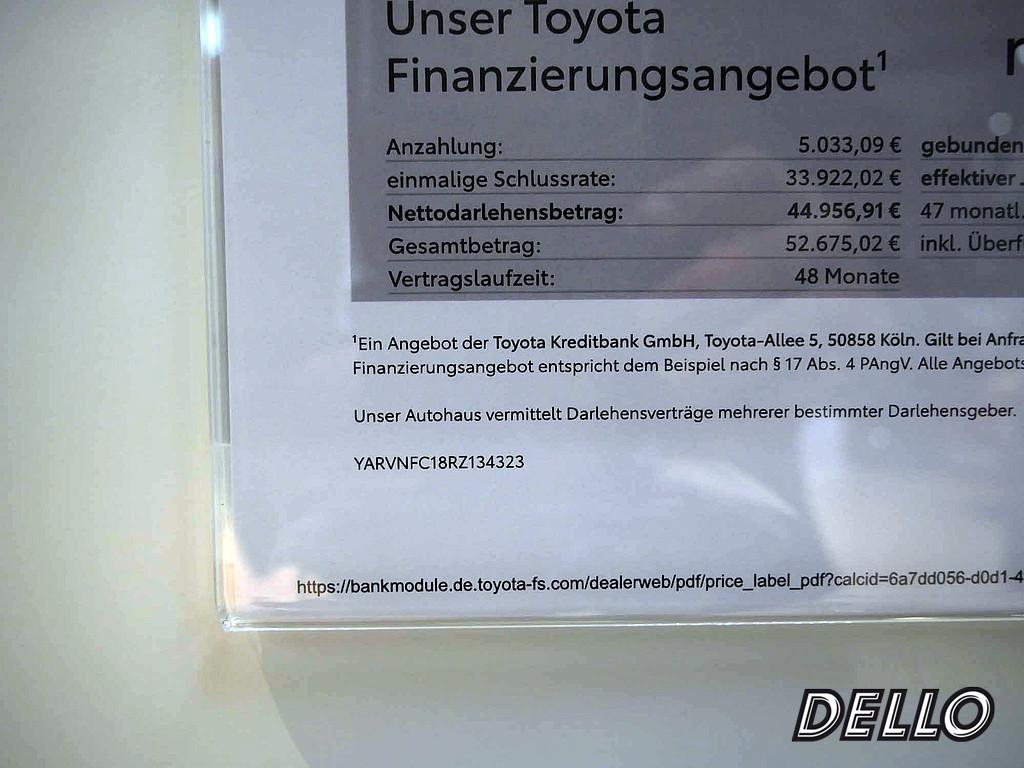 Unser Toyota
Finanzierungsangebot¹
Anzahlung: 5.033,09 € gebunden
einmalige Schlussrate: 33.922,02 € effektiver
Nettodarlehensbetrag: 44.956,91 € 47 monatl.
Gesamtbetrag: 52.675,02 € inkl. Überf
Vertragslaufzeit: 48 Monate
¹Ein Angebot der Toyota Kreditbank GmbH, Toyota-Allee 5, 50858 Köln. Gilt bei Anfra
Finanzierungsangebot entspricht dem Beispiel nach § 17 Abs. 4 PAngV. Alle Angebots
Unser Autohaus vermittelt Darlehensverträge mehrerer bestimmter Darlehensgeber.
YARVNFC18RZ134323
https://bankmodule.de.toyota-fs.com/dealerweb/pdf/price_label_pdf?calcid=6a7dd056-d0d1-4
DELLO